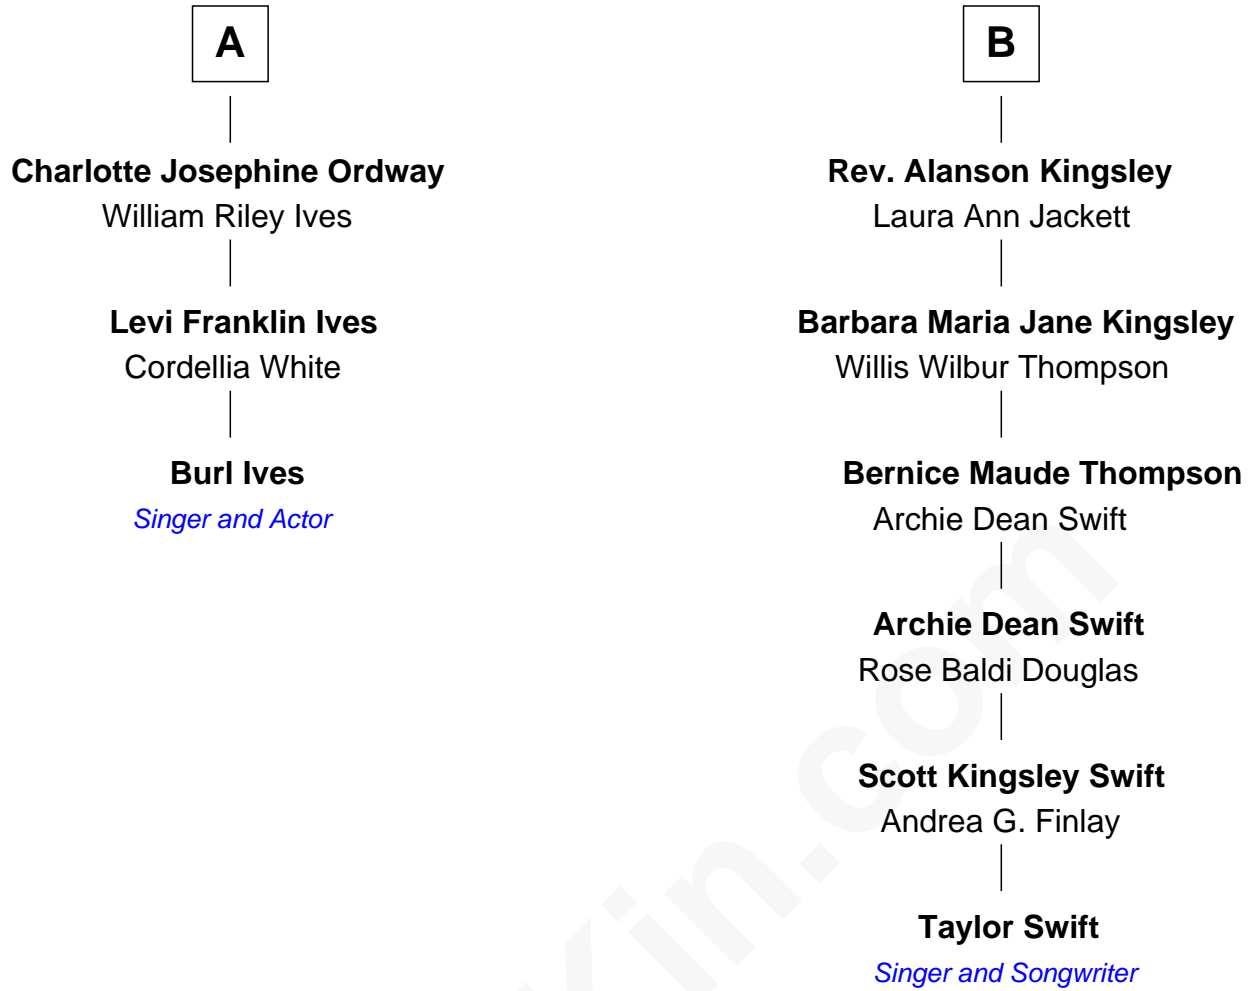 A
Charlotte Josephine Ordway
William Riley Ives
Levi Franklin Ives
Cordellia White
Burl Ives
Singer and Actor
B
Rev. Alanson Kingsley
Laura Ann Jackett
Barbara Maria Jane Kingsley
Willis Wilbur Thompson
Bernice Maude Thompson
Archie Dean Swift
Archie Dean Swift
Rose Baldi Douglas
Scott Kingsley Swift
Andrea G. Finlay
Taylor Swift
Singer and Songwriter
Kin.com